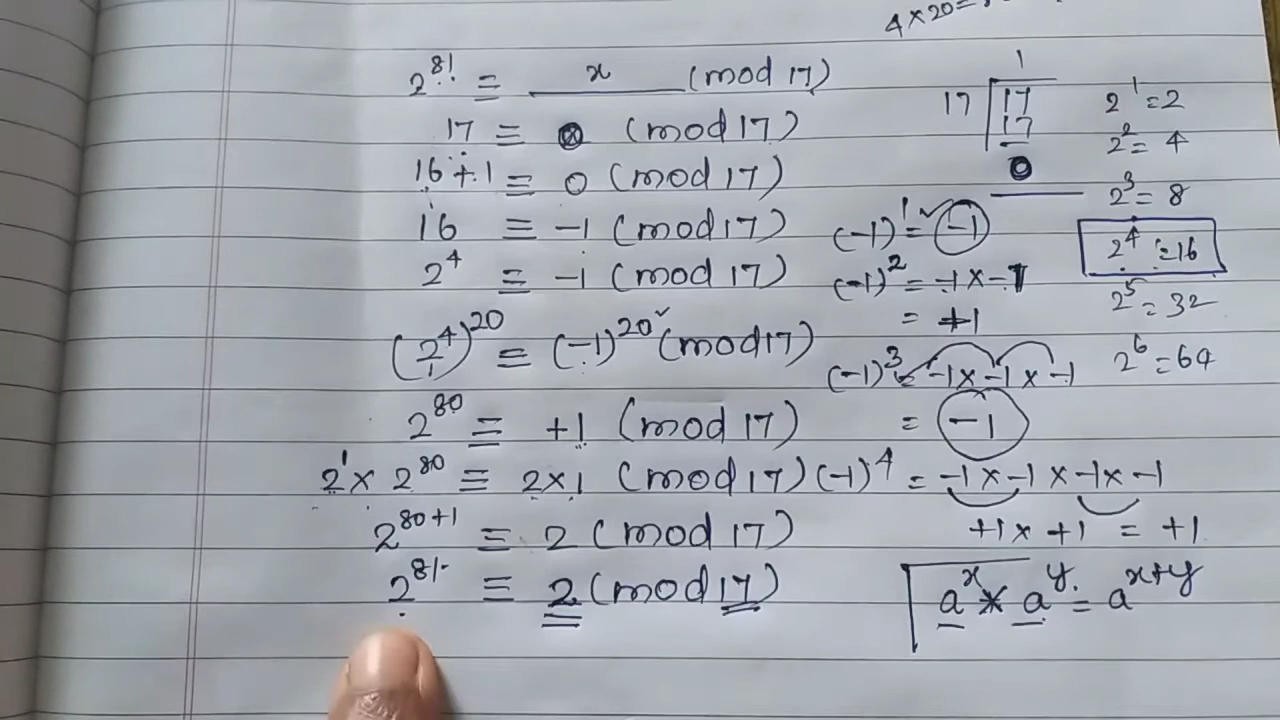 4×20=
2^81 ≡ x (mod 17)
17 ≡ 0 (mod 17)
16+1 ≡ 0 (mod 17)
16 ≡ -1 (mod 17)
2^4 ≡ -1 (mod 17)
(2^4)^20 ≡ (-1)^20 (mod 17)
2^80 ≡ +1 (mod 17)
2^1 × 2^80 ≡ 2×1 (mod 17)
2^80+1 ≡ 2 (mod 17)
2^81 ≡ 2 (mod 17)
1
17 17
17
0
(-1)^1 = -1
(-1)^2 = -1 × -1
= +1
(-1)^3 = -1 × -1 × -1
= -1
(-1)^4 = -1 × -1 × -1 × -1
+1 × +1 = +1
a^x × a^y = a^x+y
2^1 = 2
2^2 = 4
2^3 = 8
2^4 = 16
2^5 = 32
2^6 = 64